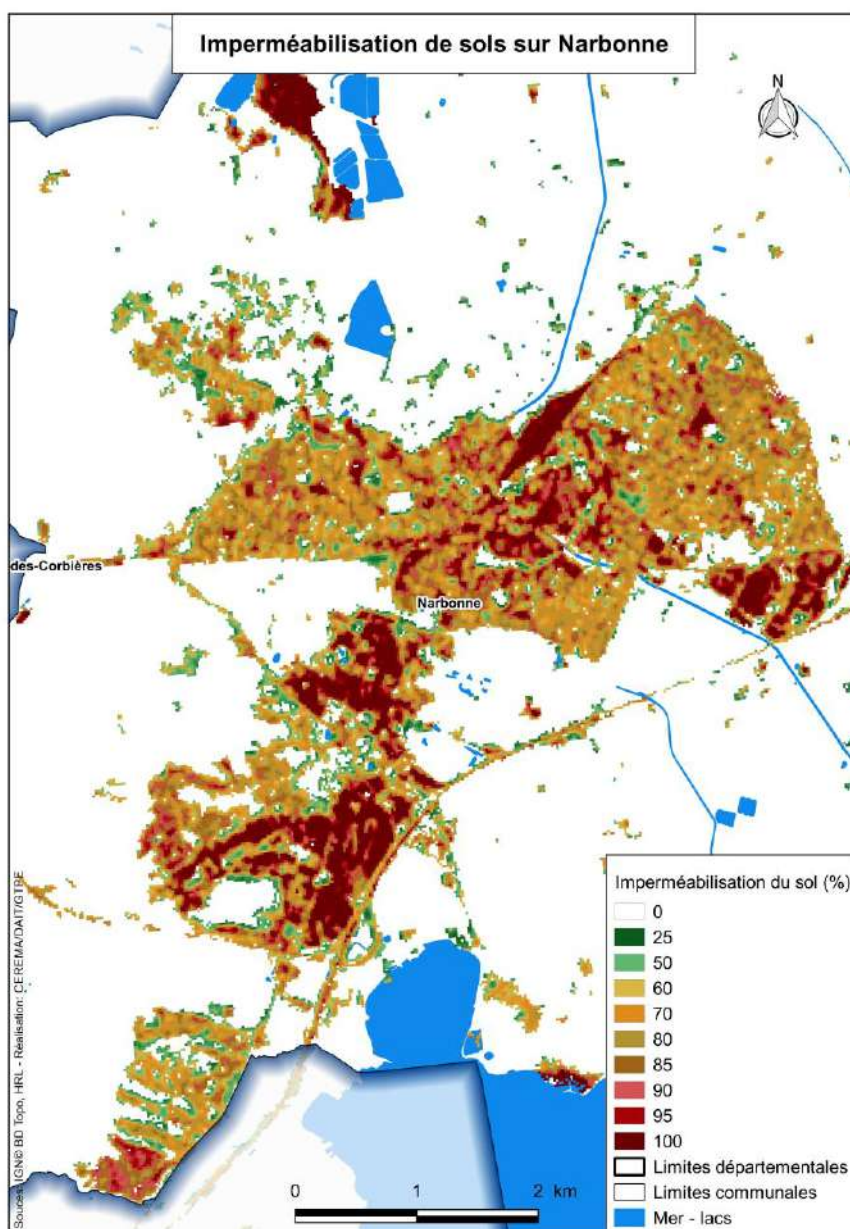 Imperméabilisation de sols sur Narbonne
N
des-Corbières
Narbonne
Imperméabilisation du sol (%)
0
25
50
60
70
80
85
90
95
100
Limites départementales
Limites communales
Mer - lacs
0 1 2 km
Souces: IGN© BD Topo, HRL - Réalisation: CEREMA/DAIT/GTRE